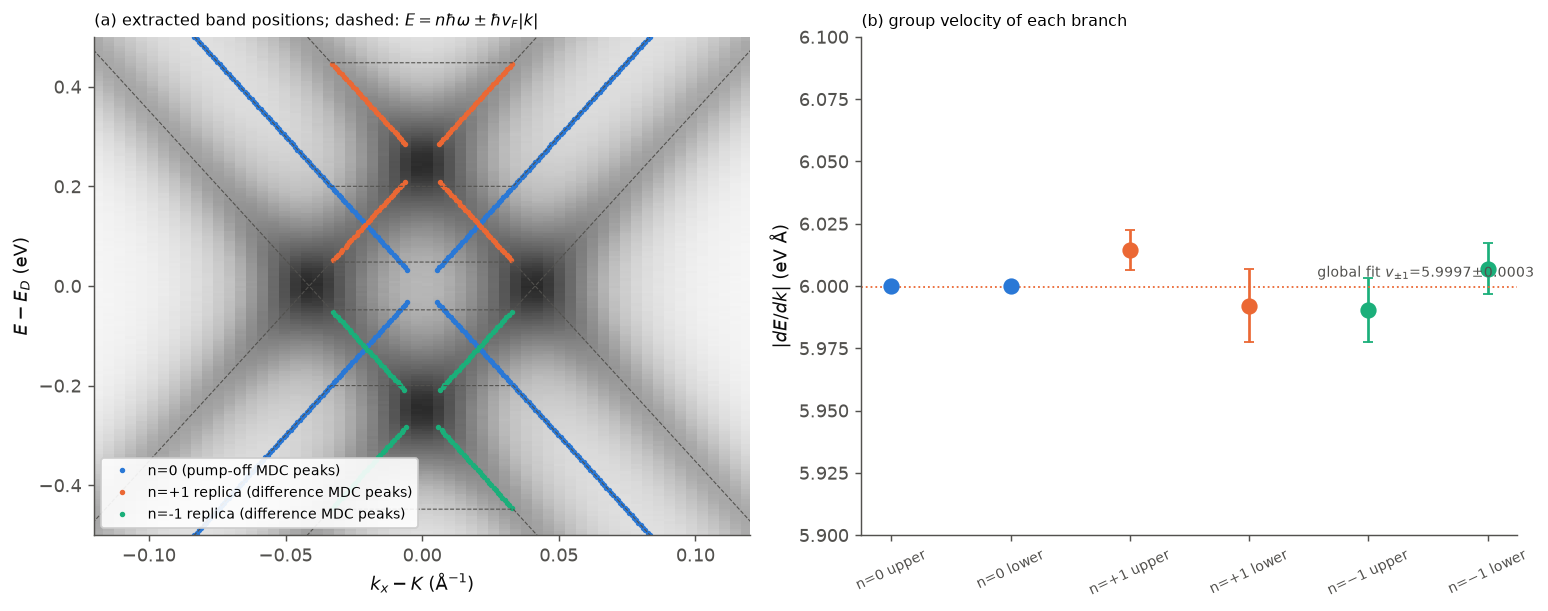 (a) extracted band positions; dashed: E = nħω ± ħv_F|k|
E − E_D (eV)
0.4
0.2
0.0
−0.2
−0.4
n=0 (pump-off MDC peaks)
n=+1 replica (difference MDC peaks)
n=-1 replica (difference MDC peaks)
−0.10
−0.05
0.00
0.05
0.10
k_x − K (Å⁻¹)
(b) group velocity of each branch
|dE/dk| (eV Å)
6.100
6.075
6.050
6.025
6.000
5.975
5.950
5.925
5.900
global fit v_±1=5.9997±0.0003
n=0 upper
n=0 lower
n=+1 upper
n=+1 lower
n=−1 upper
n=−1 lower